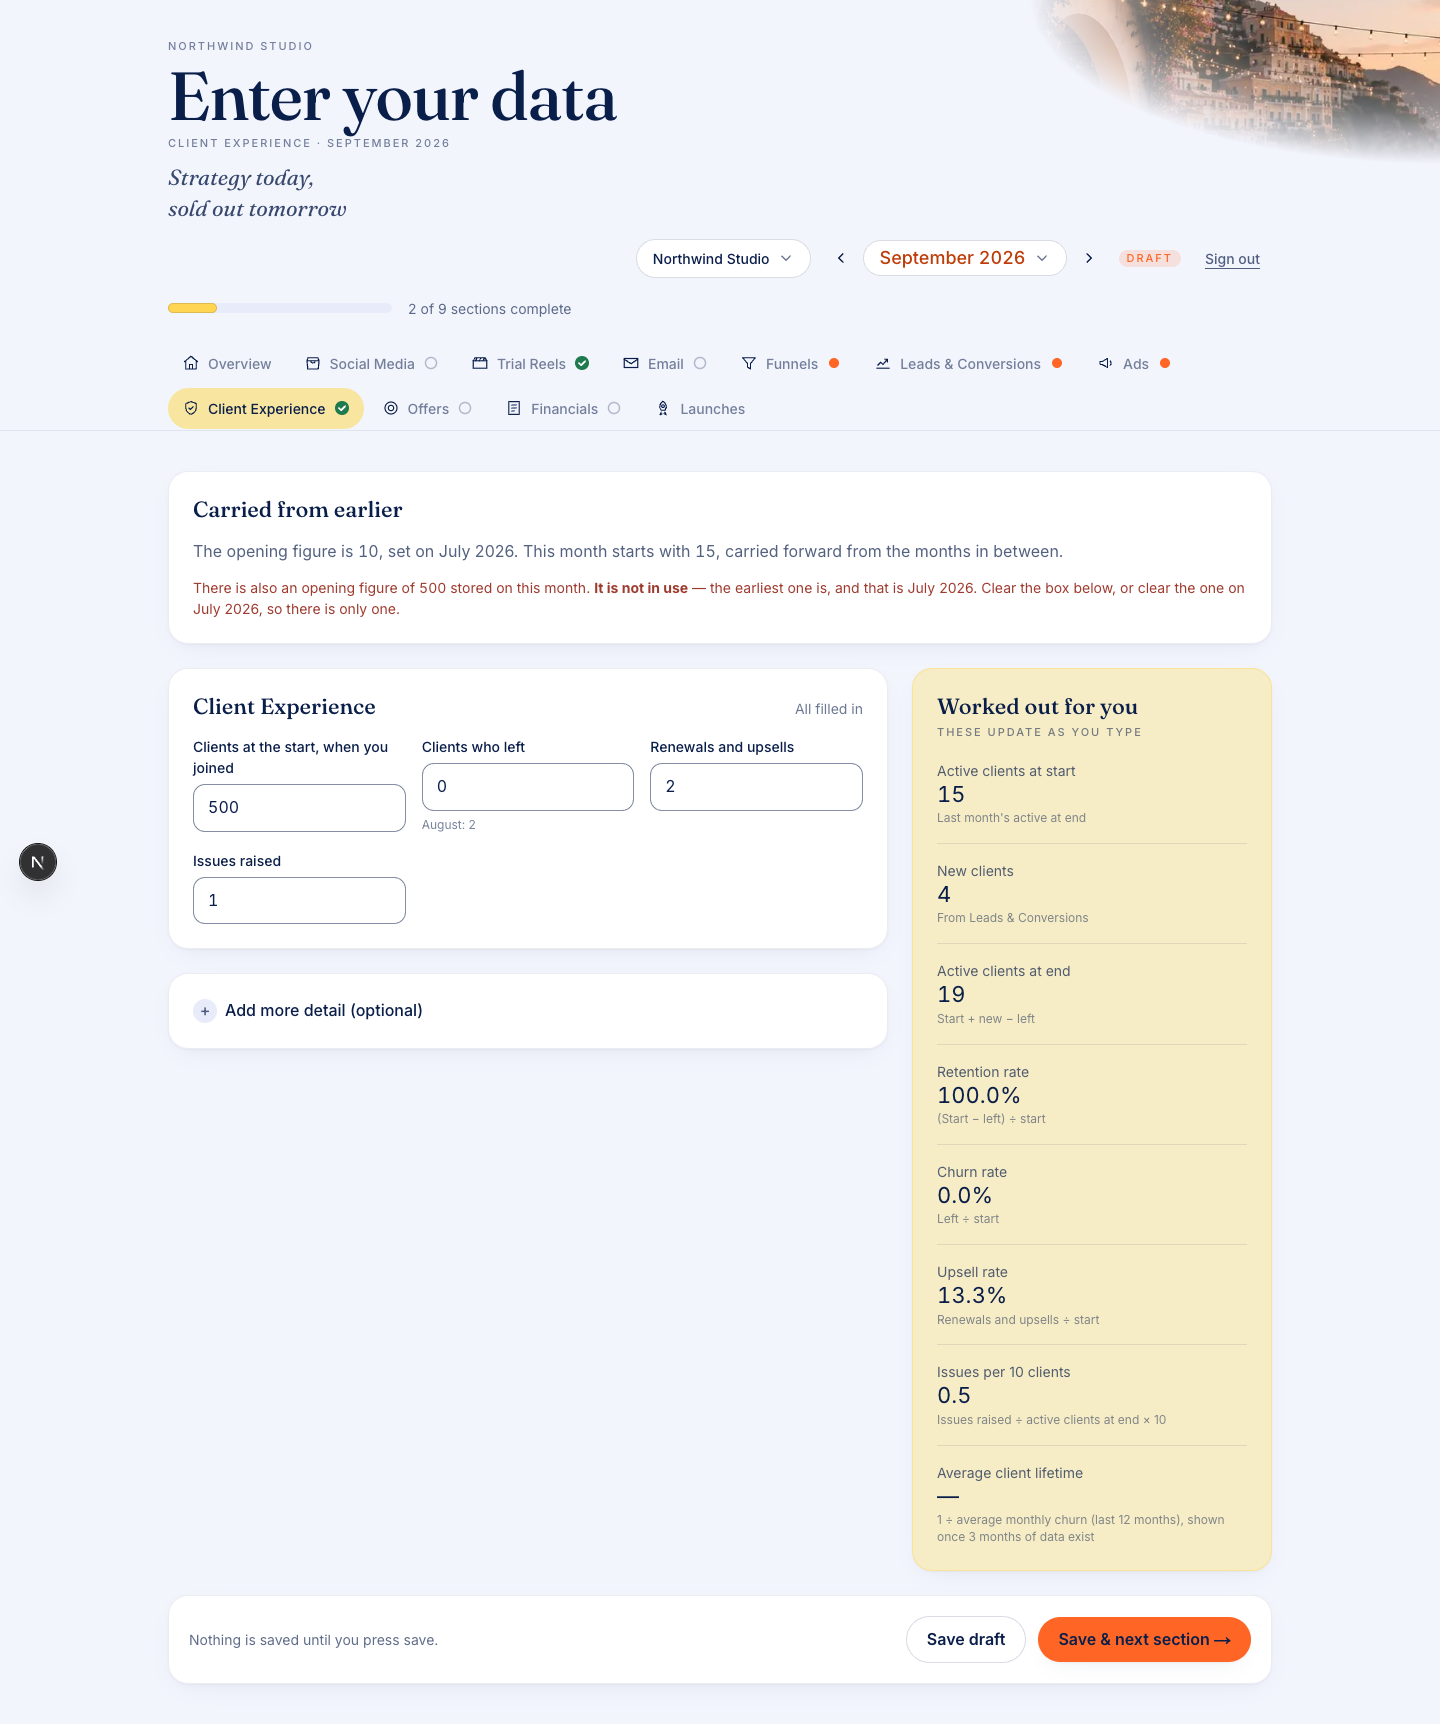 NORTHWIND STUDIO
Enter your data
CLIENT EXPERIENCE · SEPTEMBER 2026
Strategy today,
sold out tomorrow
Northwind Studio
September 2026
DRAFT
Sign out
2 of 9 sections complete
Overview
Social Media
Trial Reels
Email
Funnels
Leads & Conversions
Ads
Client Experience
Offers
Financials
Launches
Carried from earlier
The opening figure is 10, set on July 2026. This month starts with 15, carried forward from the months in between.
There is also an opening figure of 500 stored on this month. It is not in use — the earliest one is, and that is July 2026. Clear the box below, or clear the one on
July 2026, so there is only one.
Client Experience
All filled in
Clients at the start, when you
joined
500
Clients who left
0
August: 2
Renewals and upsells
2
Issues raised
1
+ Add more detail (optional)
Worked out for you
THESE UPDATE AS YOU TYPE
Active clients at start
15
Last month's active at end
New clients
4
From Leads & Conversions
Active clients at end
19
Start + new − left
Retention rate
100.0%
(Start − left) ÷ start
Churn rate
0.0%
Left ÷ start
Upsell rate
13.3%
Renewals and upsells ÷ start
Issues per 10 clients
0.5
Issues raised ÷ active clients at end × 10
Average client lifetime
—
1 ÷ average monthly churn (last 12 months), shown
once 3 months of data exist
N
Nothing is saved until you press save.
Save draft
Save & next section →